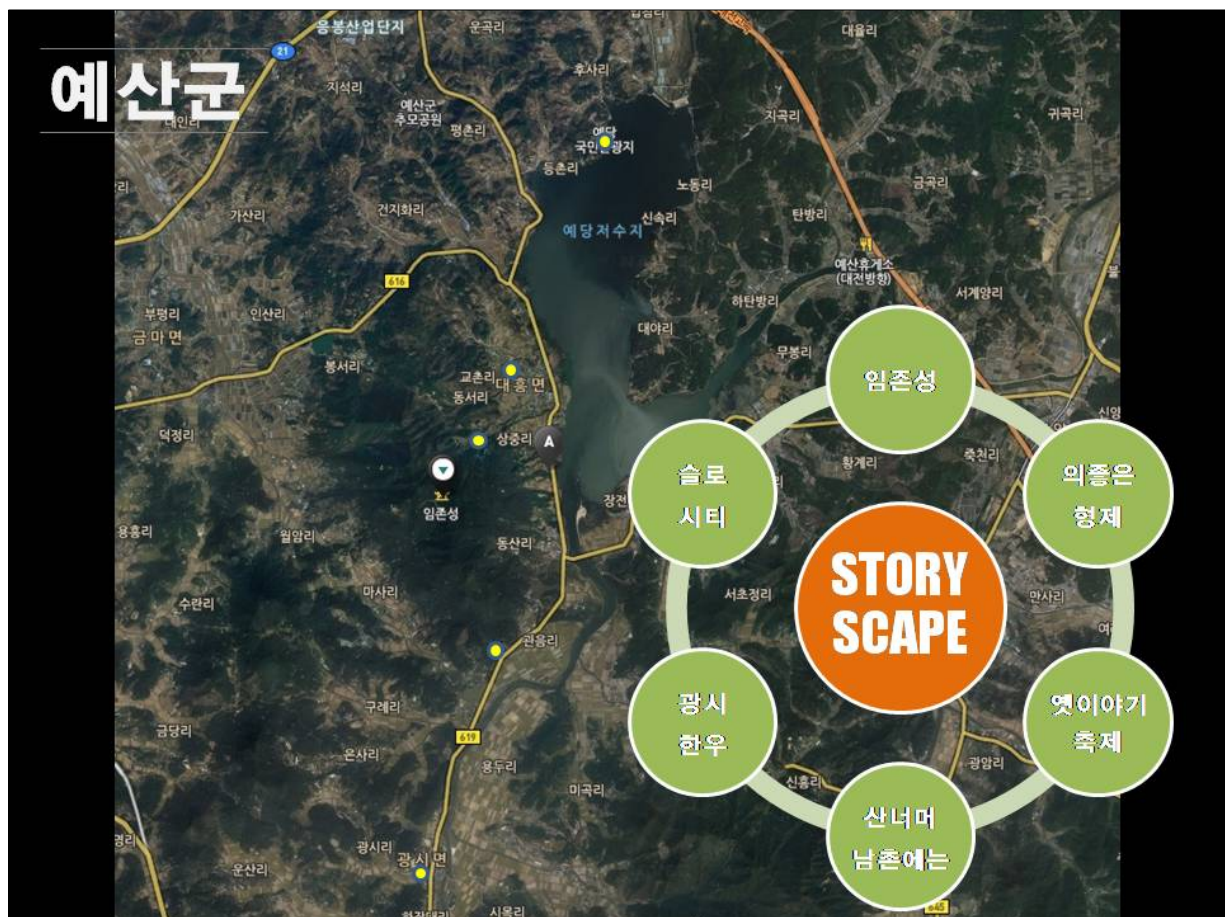 예산군
응봉산업단지
운곡리
대율리
21
후사리
지석리
예산군
추모공원
평촌리
지곡리
귀곡리
대인리
예당
등촌리
노동리
금곡리
가산리
건지화리
신속리
탄방리
예당저수지
예산휴게소
(대전방향)
616
하탄방리
서계양리
부평리
인산리
대야리
금마면
봉서리
무봉리
교촌리
대흥면
동서리
임존성
신양
덕정리
상중리
A
황계리
죽천리
슬로
시티
의좋은
형제
임존성
장전
용흥리
월암리
동산리
STORY
SCAPE
마사리
서초정리
만사리
수란리
관음리
구례리
광시
한우
옛이야기
축제
금당리
은사리
619
용두리
광암리
미곡리
신흥리
산너머
남촌에는
광시리
광시면
운산리
시목리
645